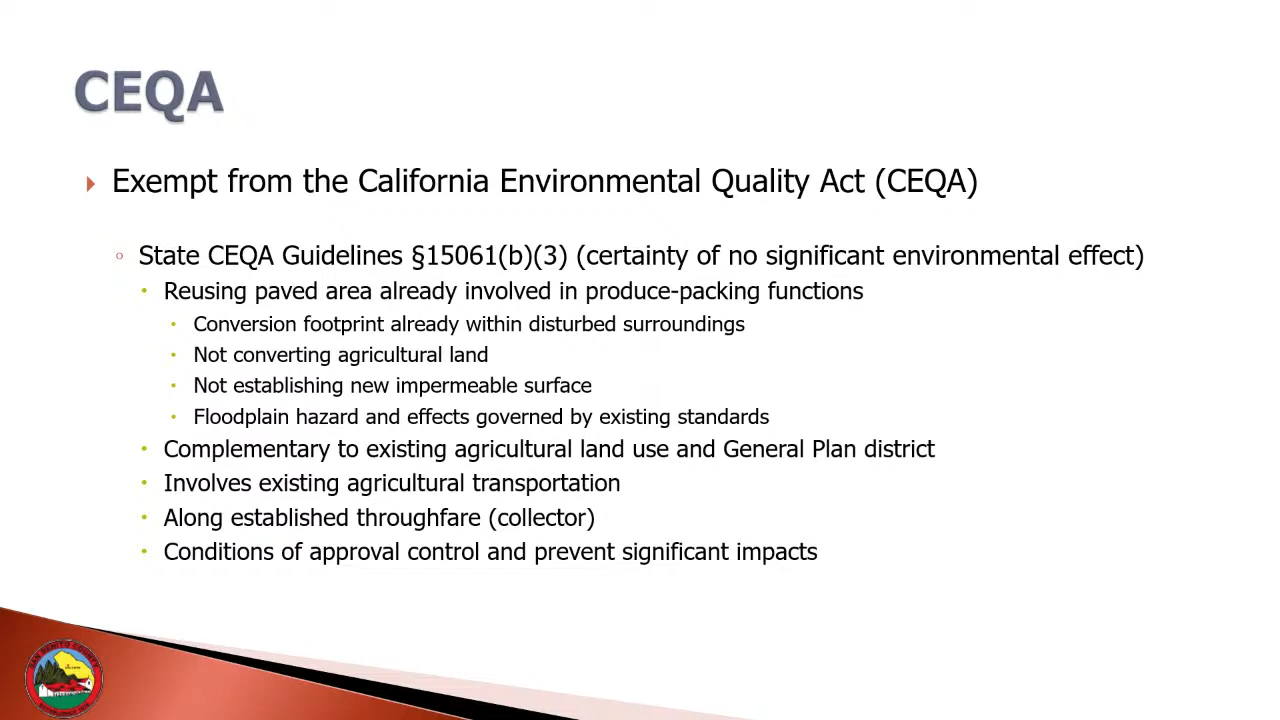 CEQA
Exempt from the California Environmental Quality Act (CEQA)
State CEQA Guidelines §15061(b)(3) (certainty of no significant environmental effect)
Reusing paved area already involved in produce-packing functions
Conversion footprint already within disturbed surroundings
Not converting agricultural land
Not establishing new impermeable surface
Floodplain hazard and effects governed by existing standards
Complementary to existing agricultural land use and General Plan district
Involves existing agricultural transportation
Along established throughfare (collector)
Conditions of approval control and prevent significant impacts
SAN BENITO COUNTY